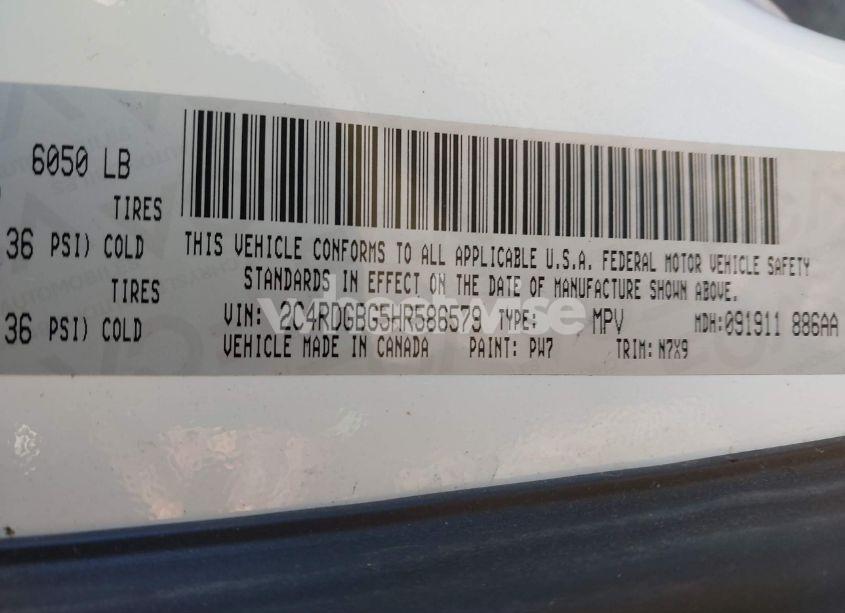 6050 LB
TIRES
36 PSI) COLD
TIRES
36 PSI) COLD
THIS VEHICLE CONFORMS TO ALL APPLICABLE U.S.A. FEDERAL MOTOR VEHICLE SAFETY
STANDARDS IN EFFECT ON THE DATE OF MANUFACTURE SHOWN ABOVE.
VIN: 2C4RDGBG5HR586579 TYPE: MPV MDH:091911 886AA
VEHICLE MADE IN CANADA PAINT: PW7 TRIM: N7X9
wheelwise